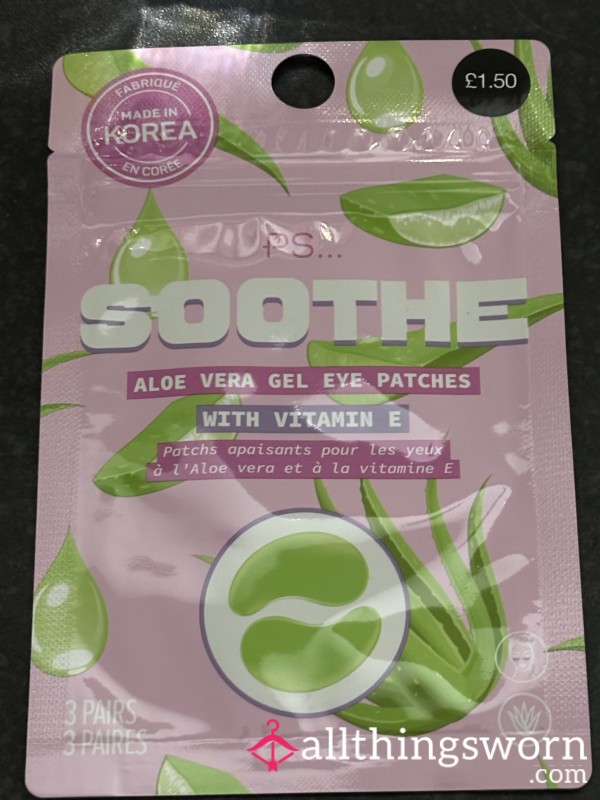 £1.50
FABRIQUÉ
MADE IN
KOREA
EN CORÉE
PS...
SOOTHE
ALOE VERA GEL EYE PATCHES
WITH VITAMIN E
Patchs apaisants pour les yeux
à l'Aloe vera et à la vitamine E
3 PAIRS
3 PAIRES
allthingsworn
.com